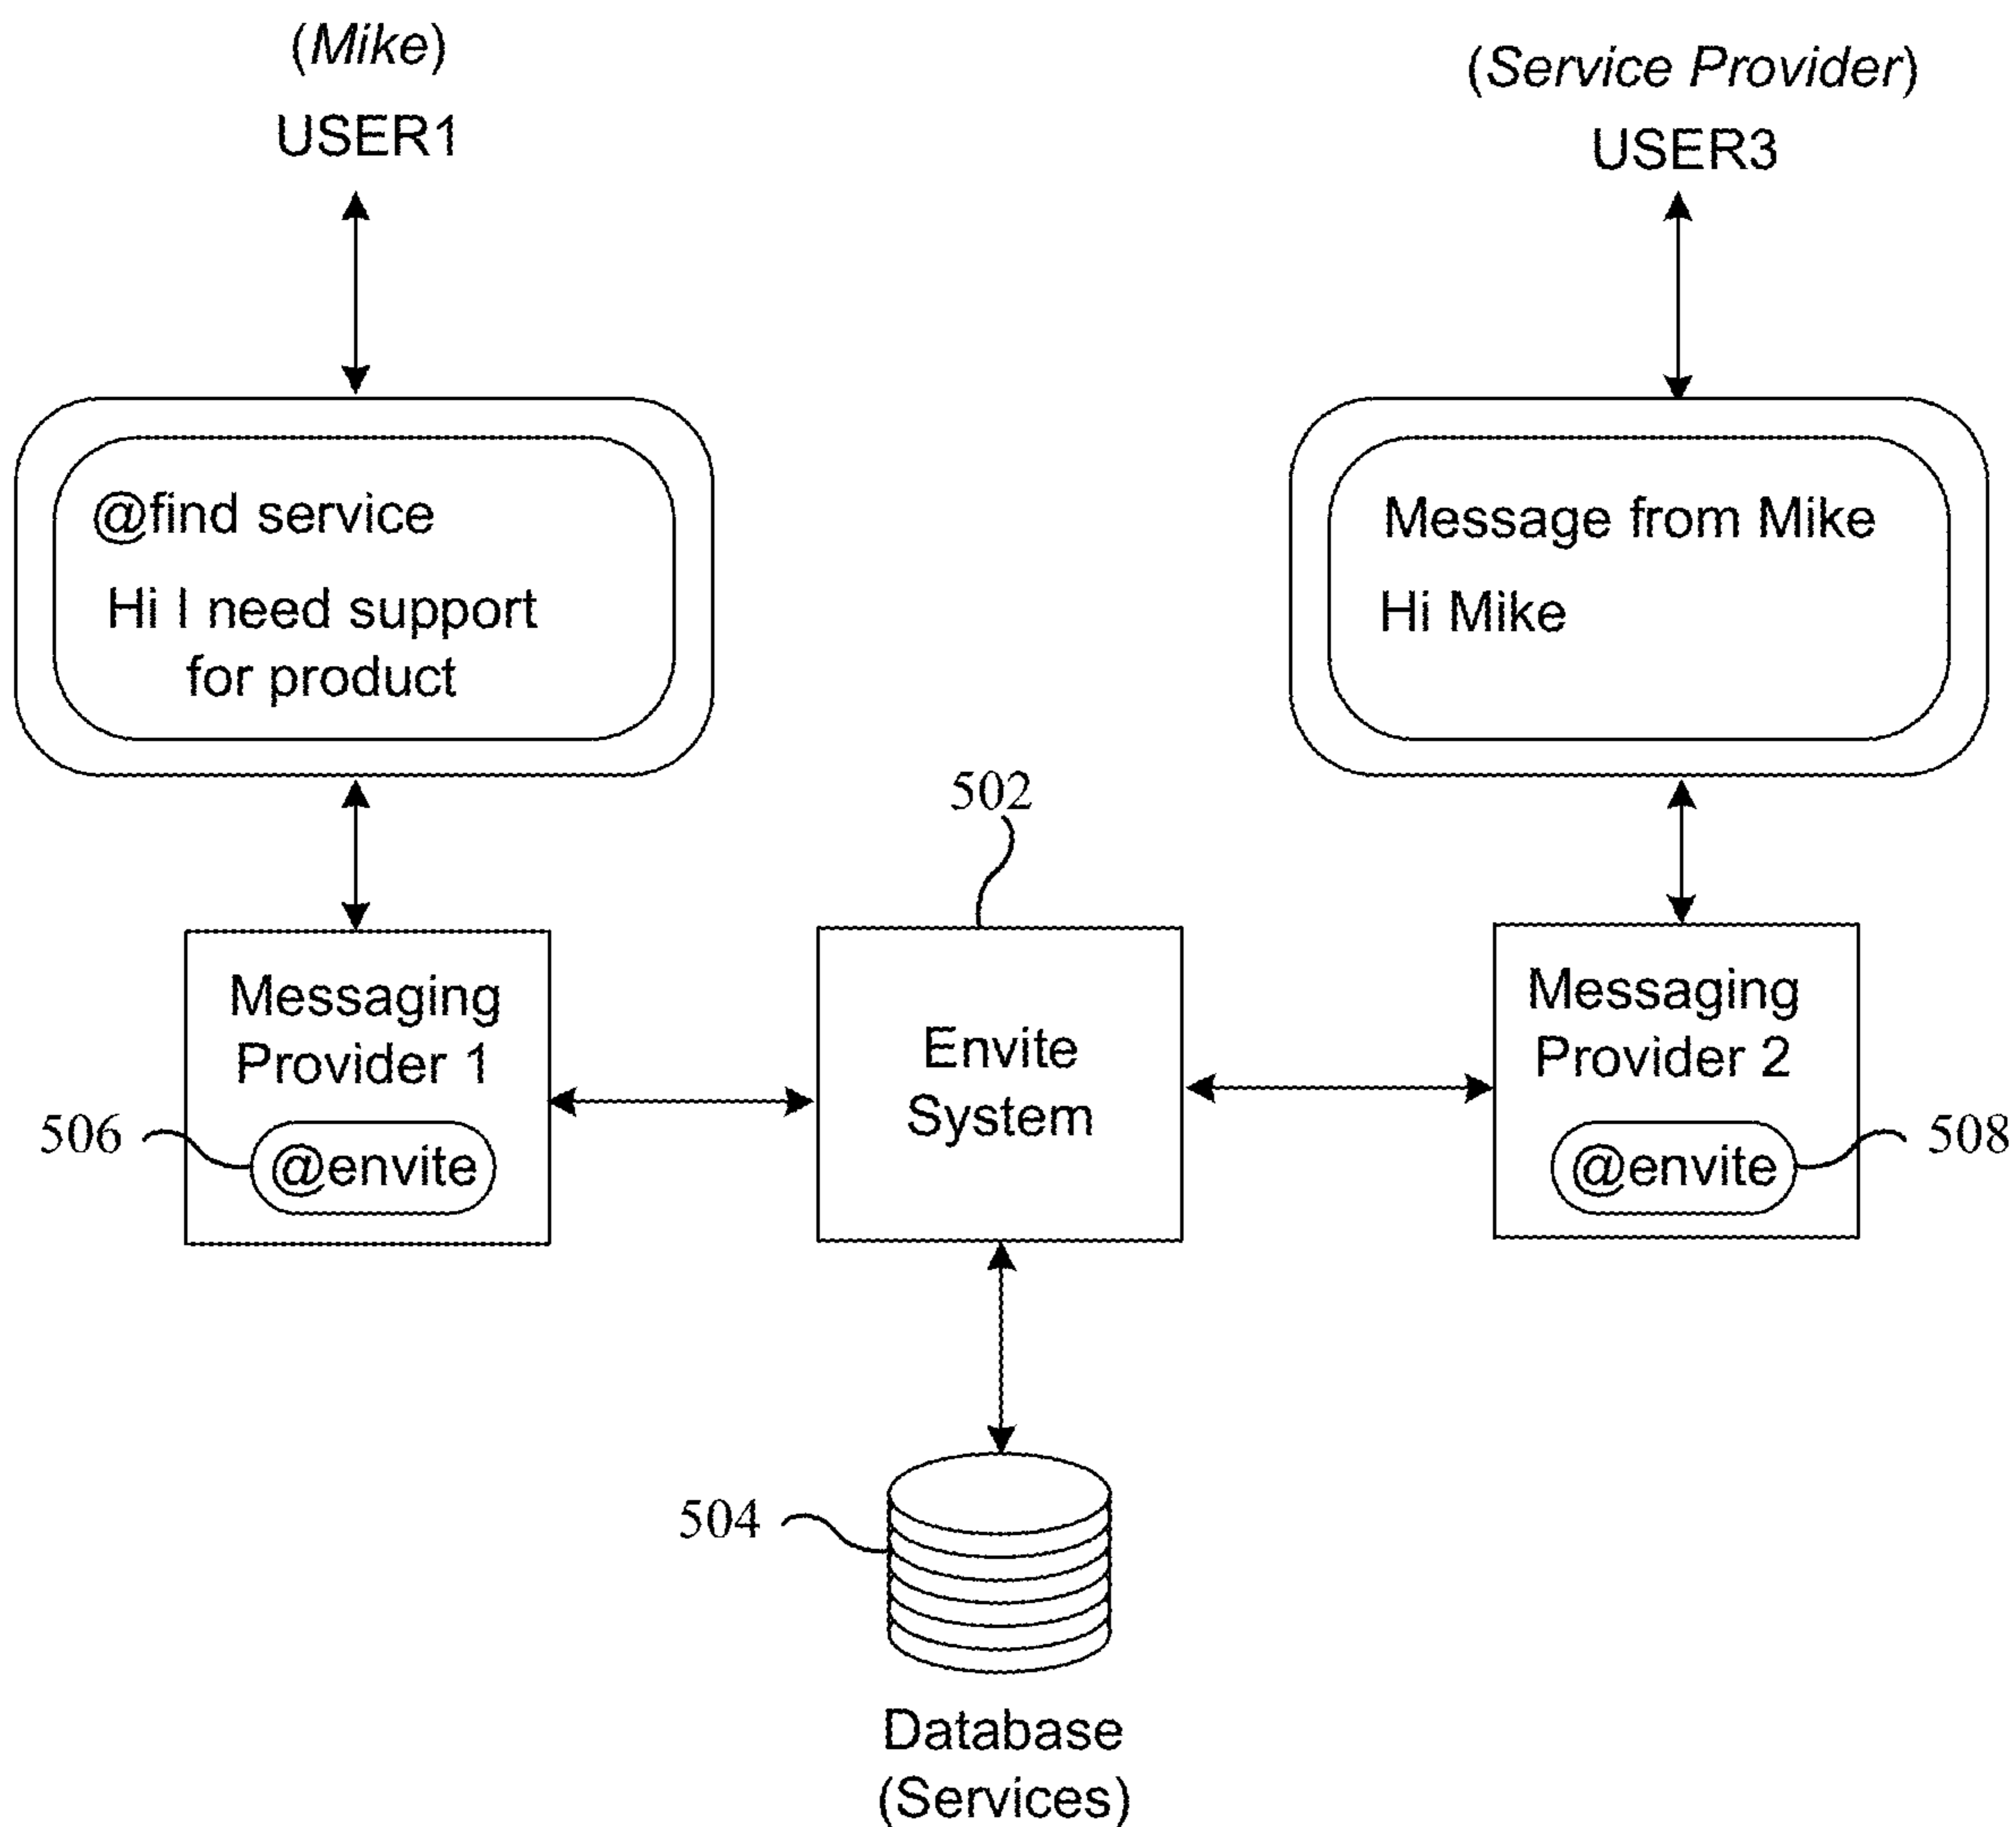 (Mike)
USER1
(Service Provider)
USER3
@find service
Hi I need support
for product
Message from Mike
Hi Mike
502
Messaging
Provider 1
@envite
506
Envite
System
Messaging
Provider 2
@envite
508
504
Database
(Services)